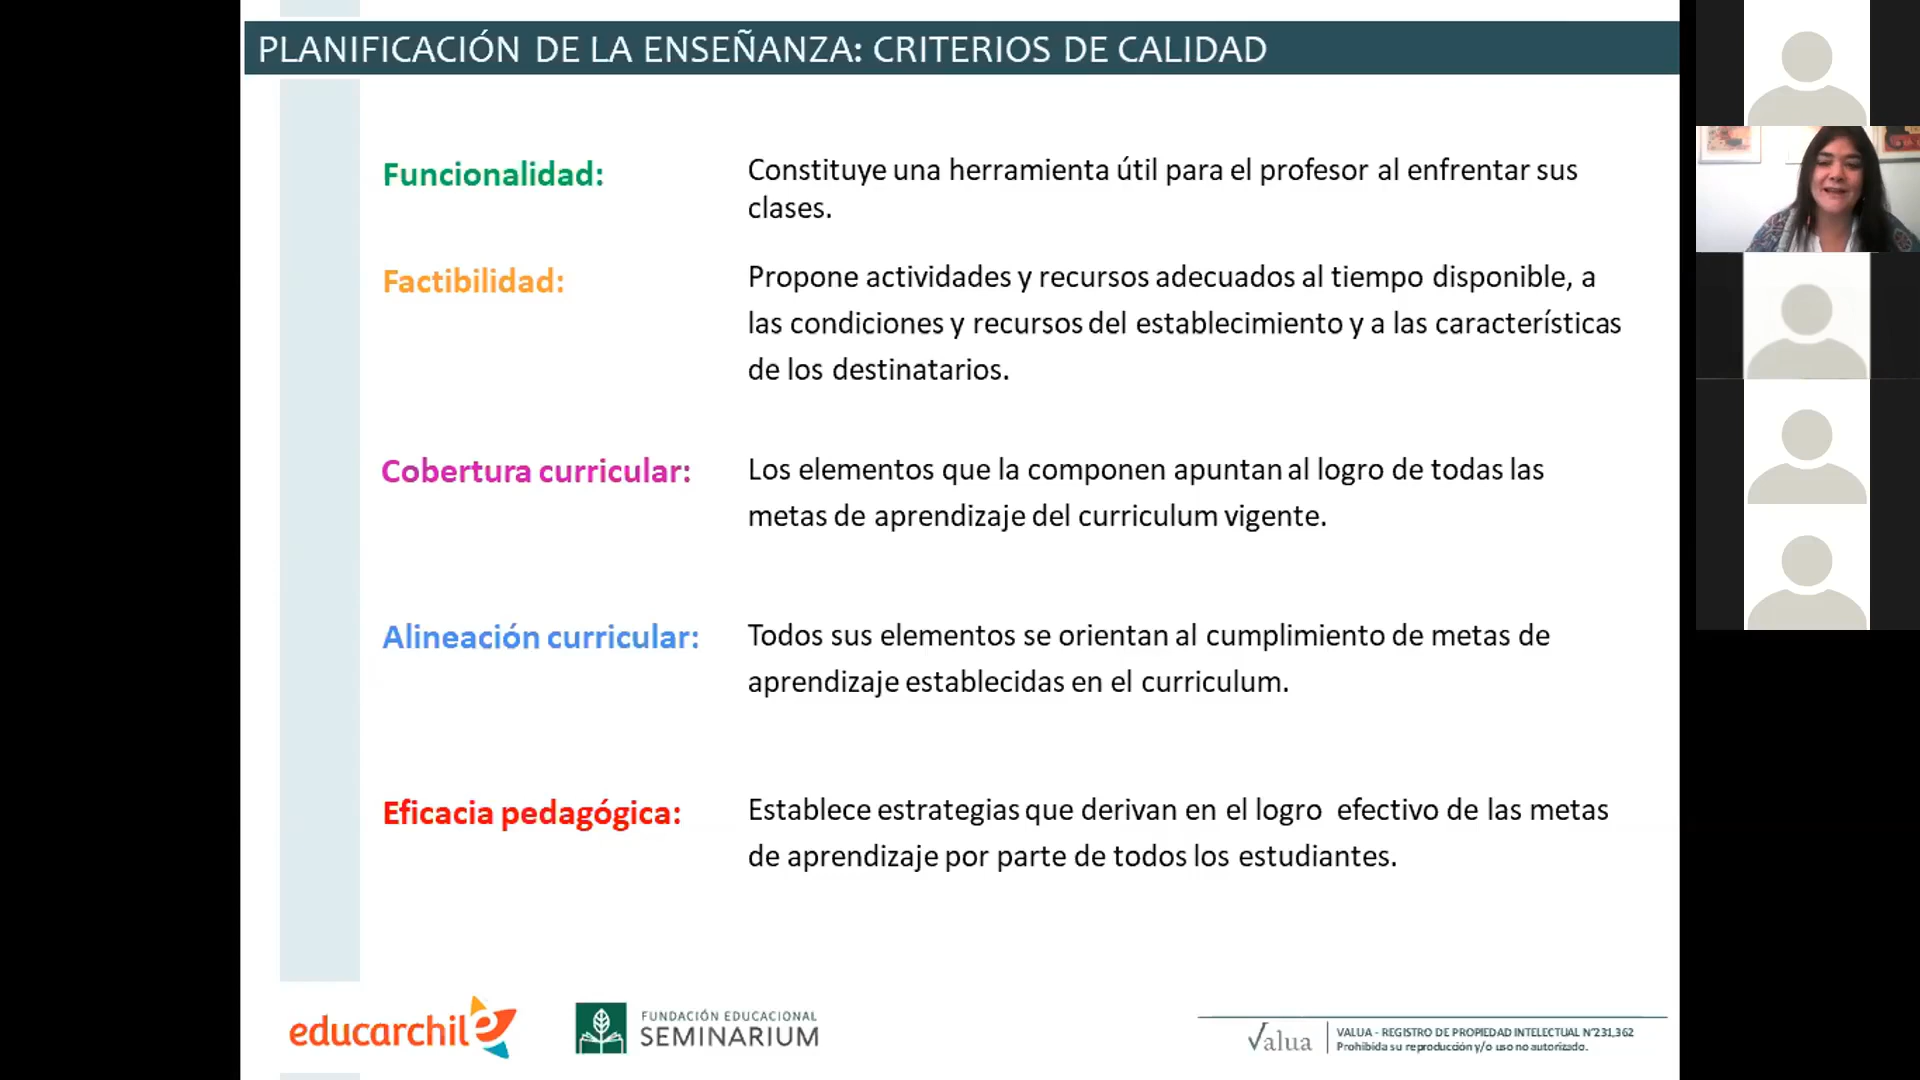 PLANIFICACIÓN DE LA ENSEÑANZA: CRITERIOS DE CALIDAD
Funcionalidad:
Constituye una herramienta útil para el profesor al enfrentar sus
clases.
Factibilidad:
Propone actividades y recursos adecuados al tiempo disponible, a
las condiciones y recursos del establecimiento y a las características
de los destinatarios.
Cobertura curricular:
Los elementos que la componen apuntan al logro de todas las
metas de aprendizaje del curriculum vigente.
Alineación curricular:
Todos sus elementos se orientan al cumplimiento de metas de
aprendizaje establecidas en el curriculum.
Eficacia pedagógica:
Establece estrategias que derivan en el logro efectivo de las metas
de aprendizaje por parte de todos los estudiantes.
educarchile
FUNDACIÓN EDUCACIONAL
SEMINARIUM
Valua
VALUA - REGISTRO DE PROPIEDAD INTELECTUAL N°231,362
Prohibida su reproducción y/o uso no autorizado.